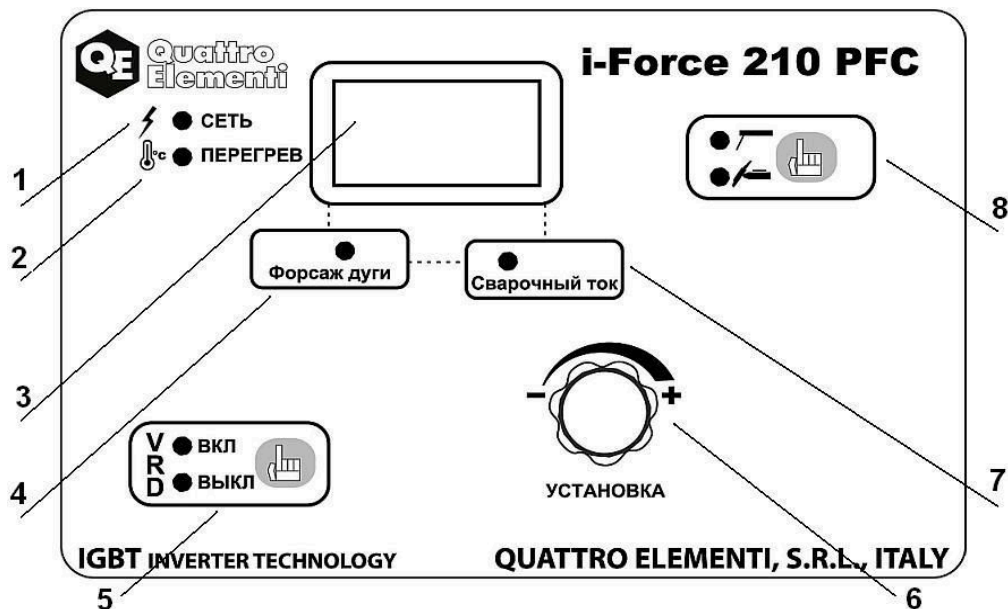 Quattro
Elementi
QE
i-Force 210 PFC
СЕТЬ
°C ПЕРЕГРЕВ
1
2
8
Форсаж дуги
Сварочный ток
3
- +
УСТАНОВКА
V ВКЛ
R
D ВЫКЛ
4
7
IGBT INVERTER TECHNOLOGY
QUATTRO ELEMENTI, S.R.L., ITALY
5
6